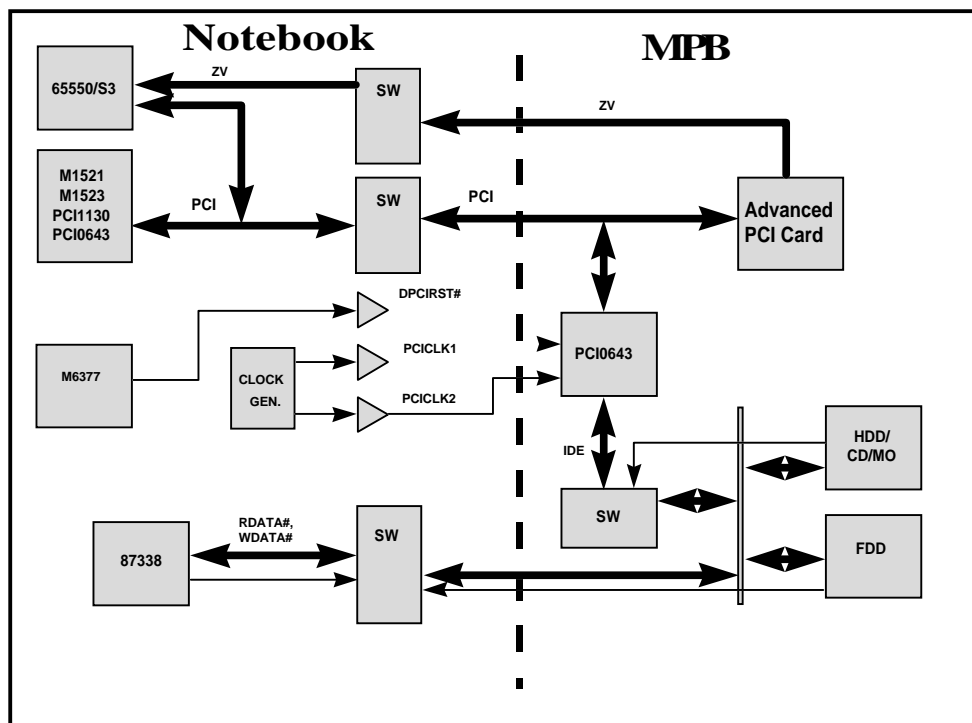 Notebook
MPB
65550/S3
ZV
SW
ZV
M1521
M1523
PCI1130
PCI0643
PCI
SW
PCI
Advanced
PCI Card
DPCIRST#
M6377
CLOCK
GEN.
PCICLK1
PCICLK2
PCI0643
IDE
HDD/
CD/MO
SW
RDATA#,
WDATA#
87338
SW
FDD